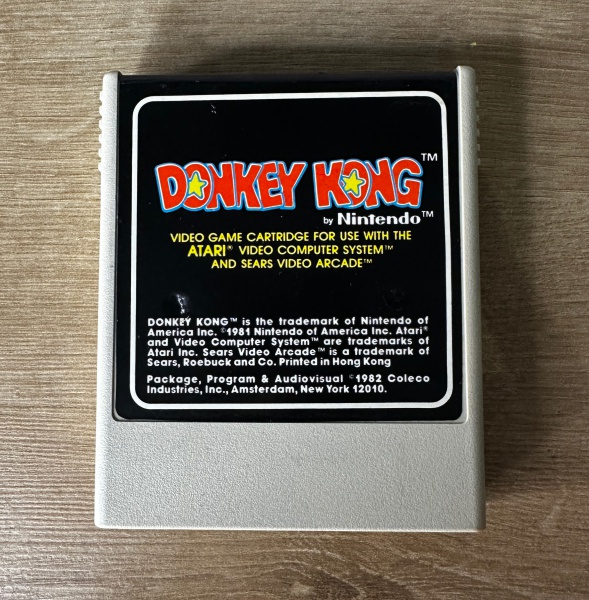 DONKEY KONG™
by Nintendo™
VIDEO GAME CARTRIDGE FOR USE WITH THE
ATARI® VIDEO COMPUTER SYSTEM™
AND SEARS VIDEO ARCADE™
DONKEY KONG™ is the trademark of Nintendo of
America Inc. ©1981 Nintendo of America Inc. Atari®
and Video Computer System™ are trademarks of
Atari Inc. Sears Video Arcade™ is a trademark of
Sears, Roebuck and Co. Printed in Hong Kong
Package, Program & Audiovisual ©1982 Coleco
Industries, Inc., Amsterdam, New York 12010.